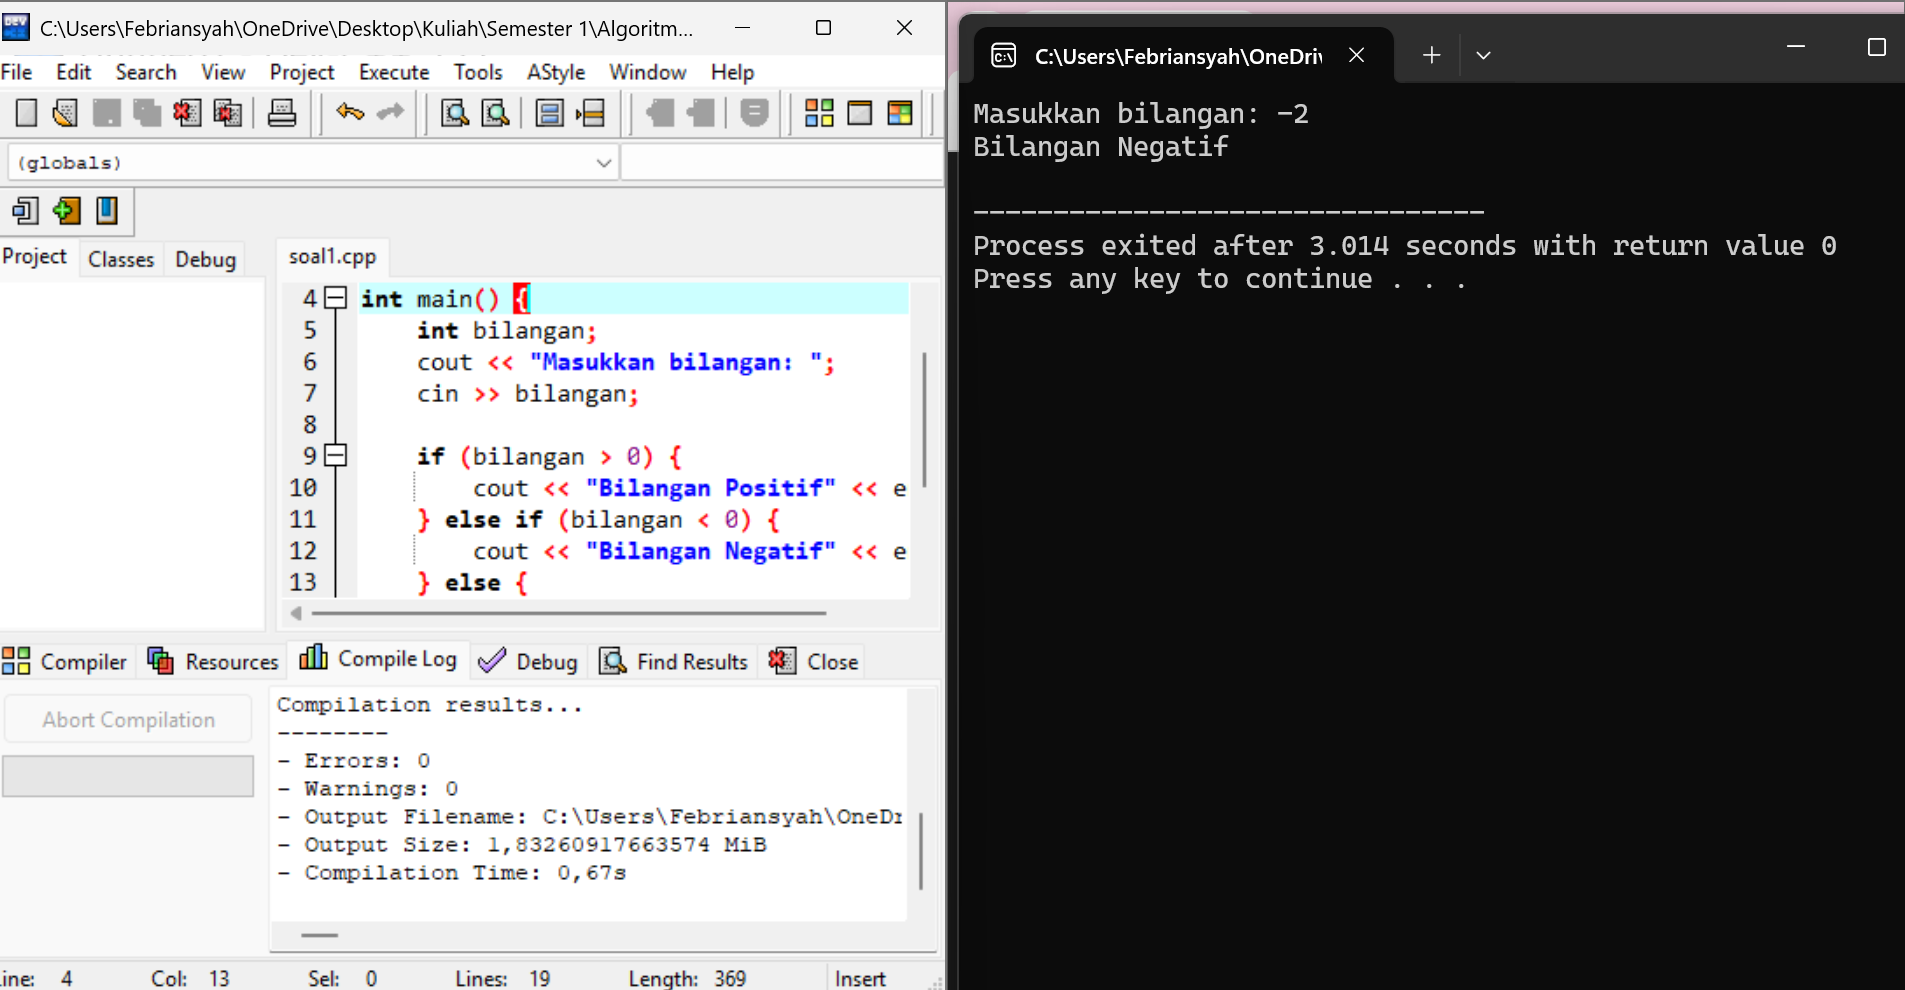 C:\Users\Febriansyah\OneDrive\Desktop\Kuliah\Semester 1\Algoritm...
File Edit Search View Project Execute Tools AStyle Window Help
(globals)
Project Classes Debug
soal1.cpp
4 int main() {
5 int bilangan;
6 cout << "Masukkan bilangan: ";
7 cin >> bilangan;
8
9 if (bilangan > 0) {
10 cout << "Bilangan Positif" << e
11 } else if (bilangan < 0) {
12 cout << "Bilangan Negatif" << e
13 } else {
Compiler Resources Compile Log Debug Find Results Close
Abort Compilation
Compilation results...
--------
- Errors: 0
- Warnings: 0
- Output Filename: C:\Users\Febriansyah\OneDr
- Output Size: 1,83260917663574 MiB
- Compilation Time: 0,67s
ine: 4 Col: 13 Sel: 0 Lines: 19 Length: 369 Insert
C:\Users\Febriansyah\OneDriv
Masukkan bilangan: -2
Bilangan Negatif
--------------------------------
Process exited after 3.014 seconds with return value 0
Press any key to continue . . .